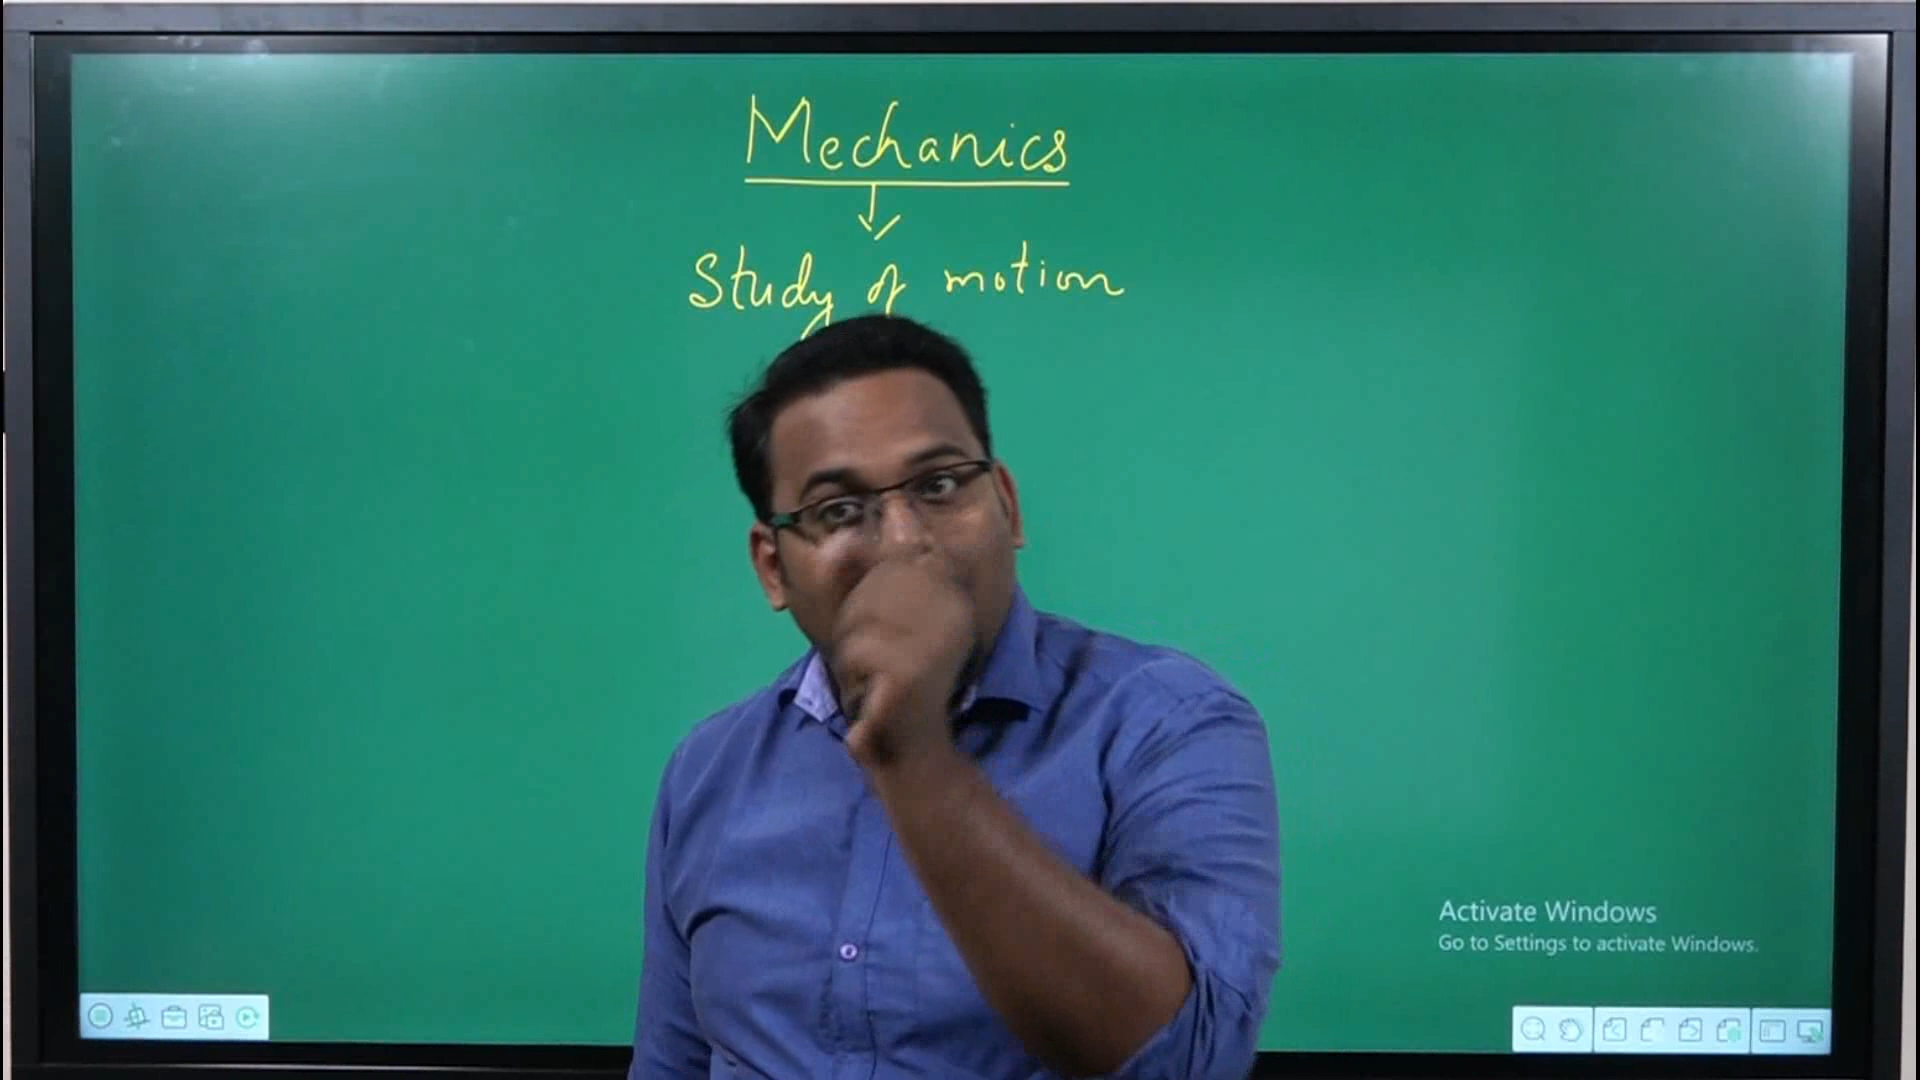 Mechanics
Study of motion
Activate Windows
Go to Settings to activate Windows.